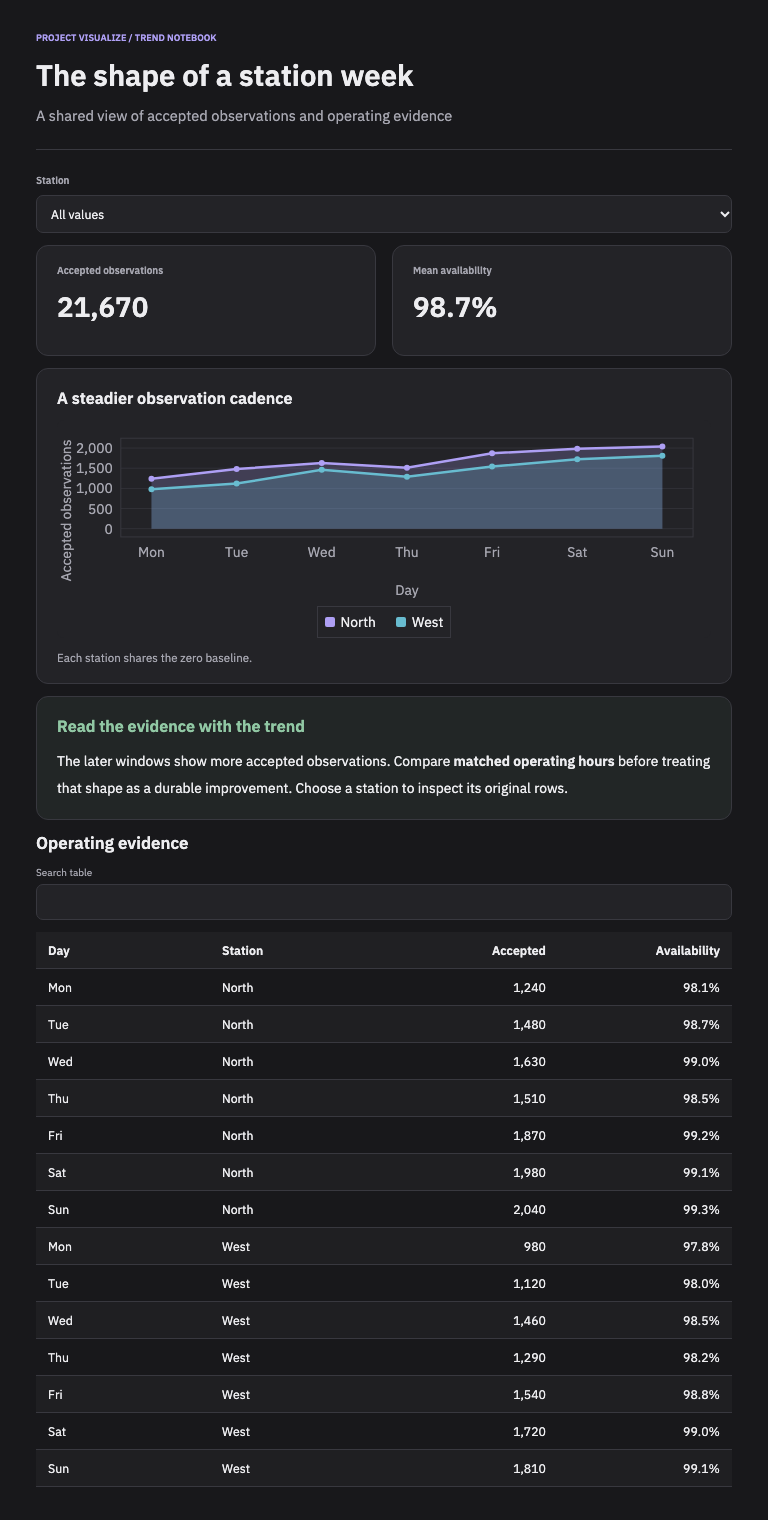 PROJECT VISUALIZE / TREND NOTEBOOK
The shape of a station week
A shared view of accepted observations and operating evidence
Station
All values
Accepted observations
21,670
Mean availability
98.7%
A steadier observation cadence
Accepted observations
2,000
1,500
1,000
500
0
Mon Tue Wed Thu Fri Sat Sun
Day
North West
Each station shares the zero baseline.
Read the evidence with the trend
The later windows show more accepted observations. Compare matched operating hours before treating
that shape as a durable improvement. Choose a station to inspect its original rows.
Operating evidence
Search table
Day Station Accepted Availability
Mon North 1,240 98.1%
Tue North 1,480 98.7%
Wed North 1,630 99.0%
Thu North 1,510 98.5%
Fri North 1,870 99.2%
Sat North 1,980 99.1%
Sun North 2,040 99.3%
Mon West 980 97.8%
Tue West 1,120 98.0%
Wed West 1,460 98.5%
Thu West 1,290 98.2%
Fri West 1,540 98.8%
Sat West 1,720 99.0%
Sun West 1,810 99.1%